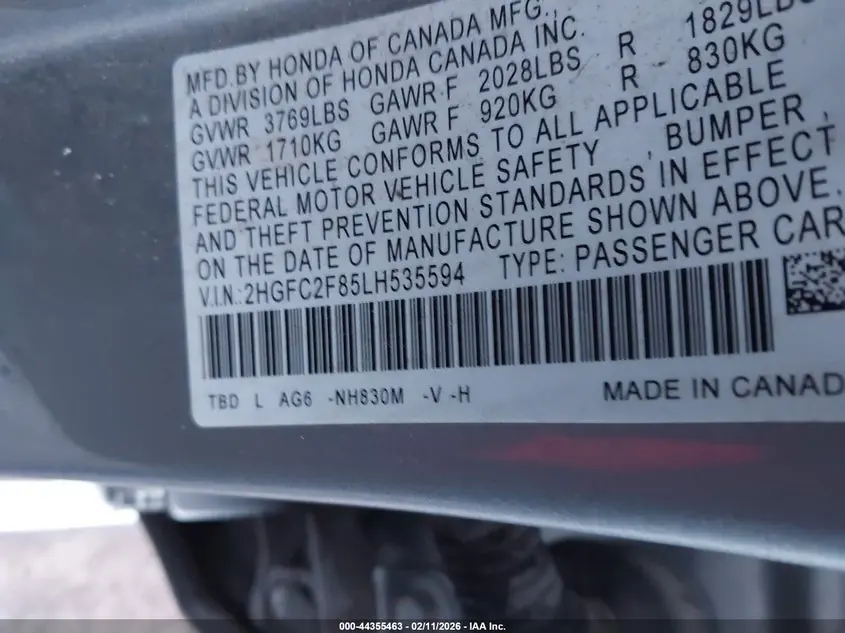 MFD.BY HONDA OF CANADA MFG.,
A DIVISION OF HONDA CANADA INC.
GVWR 3769LBS GAWR F 2028LBS R 1829LBS
GVWR 1710KG GAWR F 920KG R 830KG
THIS VEHICLE CONFORMS TO ALL APPLICABLE
FEDERAL MOTOR VEHICLE SAFETY , BUMPER,
AND THEFT PREVENTION STANDARDS IN EFFECT
ON THE DATE OF MANUFACTURE SHOWN ABOVE.
V.I.N.:2HGFC2F85LH535594 TYPE: PASSENGER CAR
TBD L AG6 -NH830M -V -H MADE IN CANAD
000-44355463 - 02/11/2026 - IAA Inc.